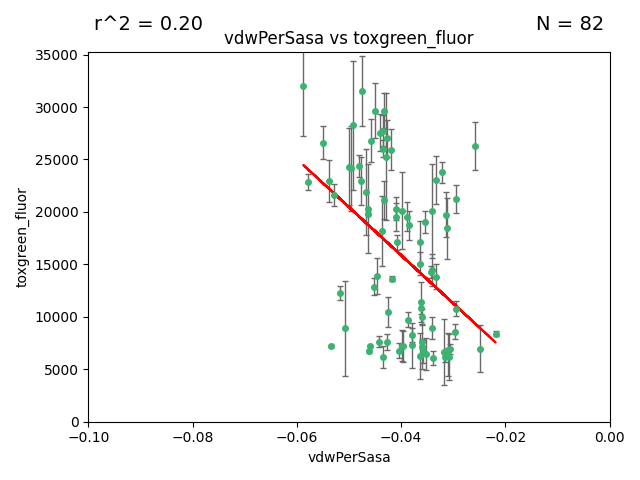 r^2 = 0.20
N = 82
vdwPerSasa vs toxgreen_fluor
35000
30000
25000
20000
15000
10000
5000
0
toxgreen_fluor
−0.10
−0.08
−0.06
−0.04
−0.02
0.00
vdwPerSasa